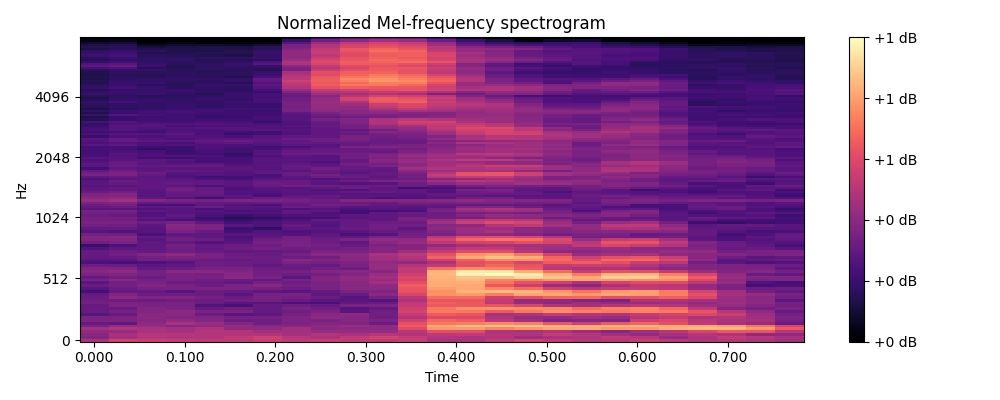 Normalized Mel-frequency spectrogram
Hz
4096
2048
1024
512
0
0.000 0.100 0.200 0.300 0.400 0.500 0.600 0.700
Time
+1 dB
+1 dB
+1 dB
+0 dB
+0 dB
+0 dB